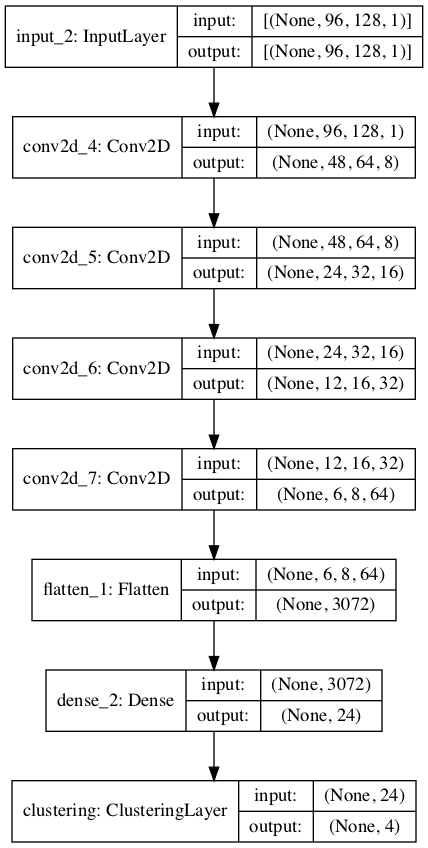 input_2: InputLayer
input: [(None, 96, 128, 1)]
output: [(None, 96, 128, 1)]
conv2d_4: Conv2D
input: (None, 96, 128, 1)
output: (None, 48, 64, 8)
conv2d_5: Conv2D
input: (None, 48, 64, 8)
output: (None, 24, 32, 16)
conv2d_6: Conv2D
input: (None, 24, 32, 16)
output: (None, 12, 16, 32)
conv2d_7: Conv2D
input: (None, 12, 16, 32)
output: (None, 6, 8, 64)
flatten_1: Flatten
input: (None, 6, 8, 64)
output: (None, 3072)
dense_2: Dense
input: (None, 3072)
output: (None, 24)
clustering: ClusteringLayer
input: (None, 24)
output: (None, 4)